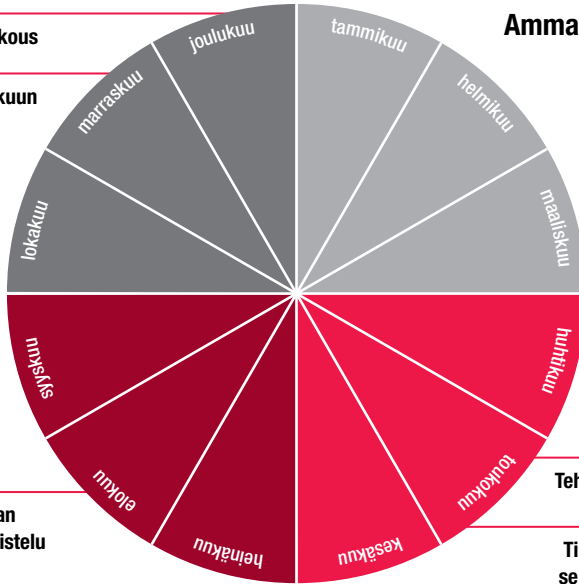 kous
kuun
Amma
tammikuu
helmikuu
maaliskuu
huhtikuu
toukokuu
kesäkuu
heinäkuu
elokuu
syyskuu
lokakuu
marraskuu
joulukuu
Teh
Ti
se
an
istelu